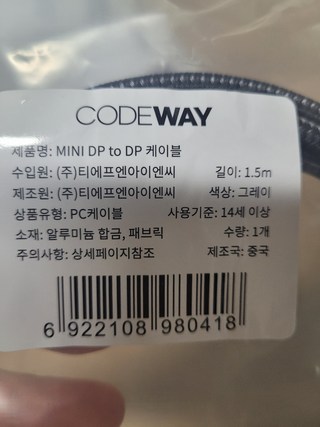 CODEWAY
제품명: MINI DP to DP 케이블
수입원: (주)티에프엔아이엔씨 길이: 1.5m
제조원: (주)티에프엔아이엔씨 색상: 그레이
상품유형: PC케이블 사용기준: 14세 이상
소재: 알루미늄 합금, 패브릭 수량: 1개
주의사항: 상세페이지참조 제조국: 중국
6 922108 980418